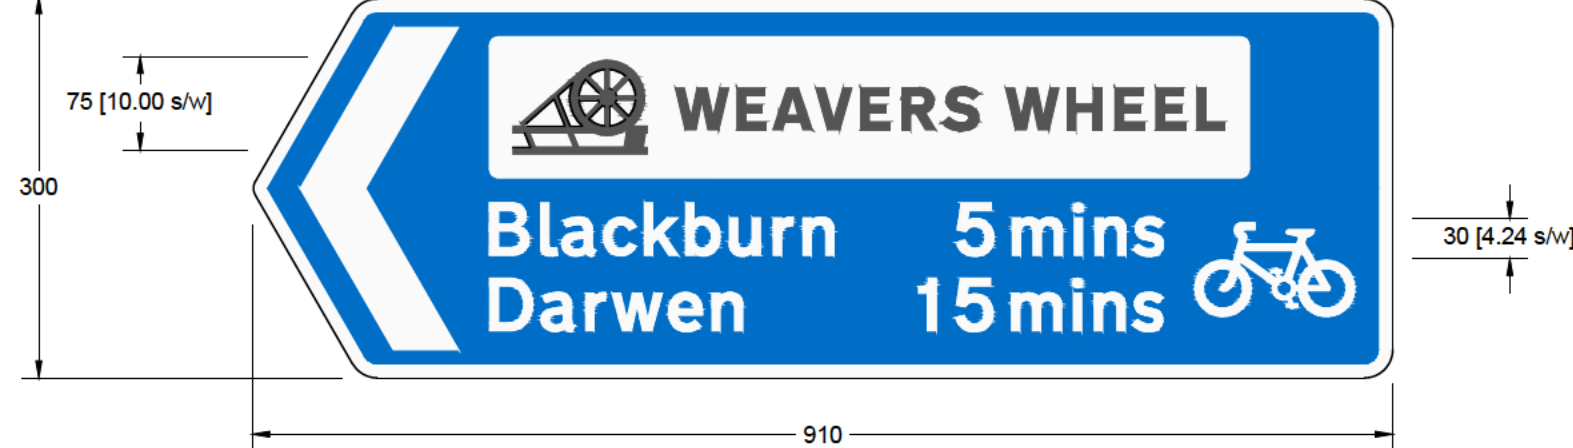 75 [10.00 s/w]
300
WEAVERS WHEEL
Blackburn 5 mins
Darwen 15 mins
30 [4.24 s/w]
910